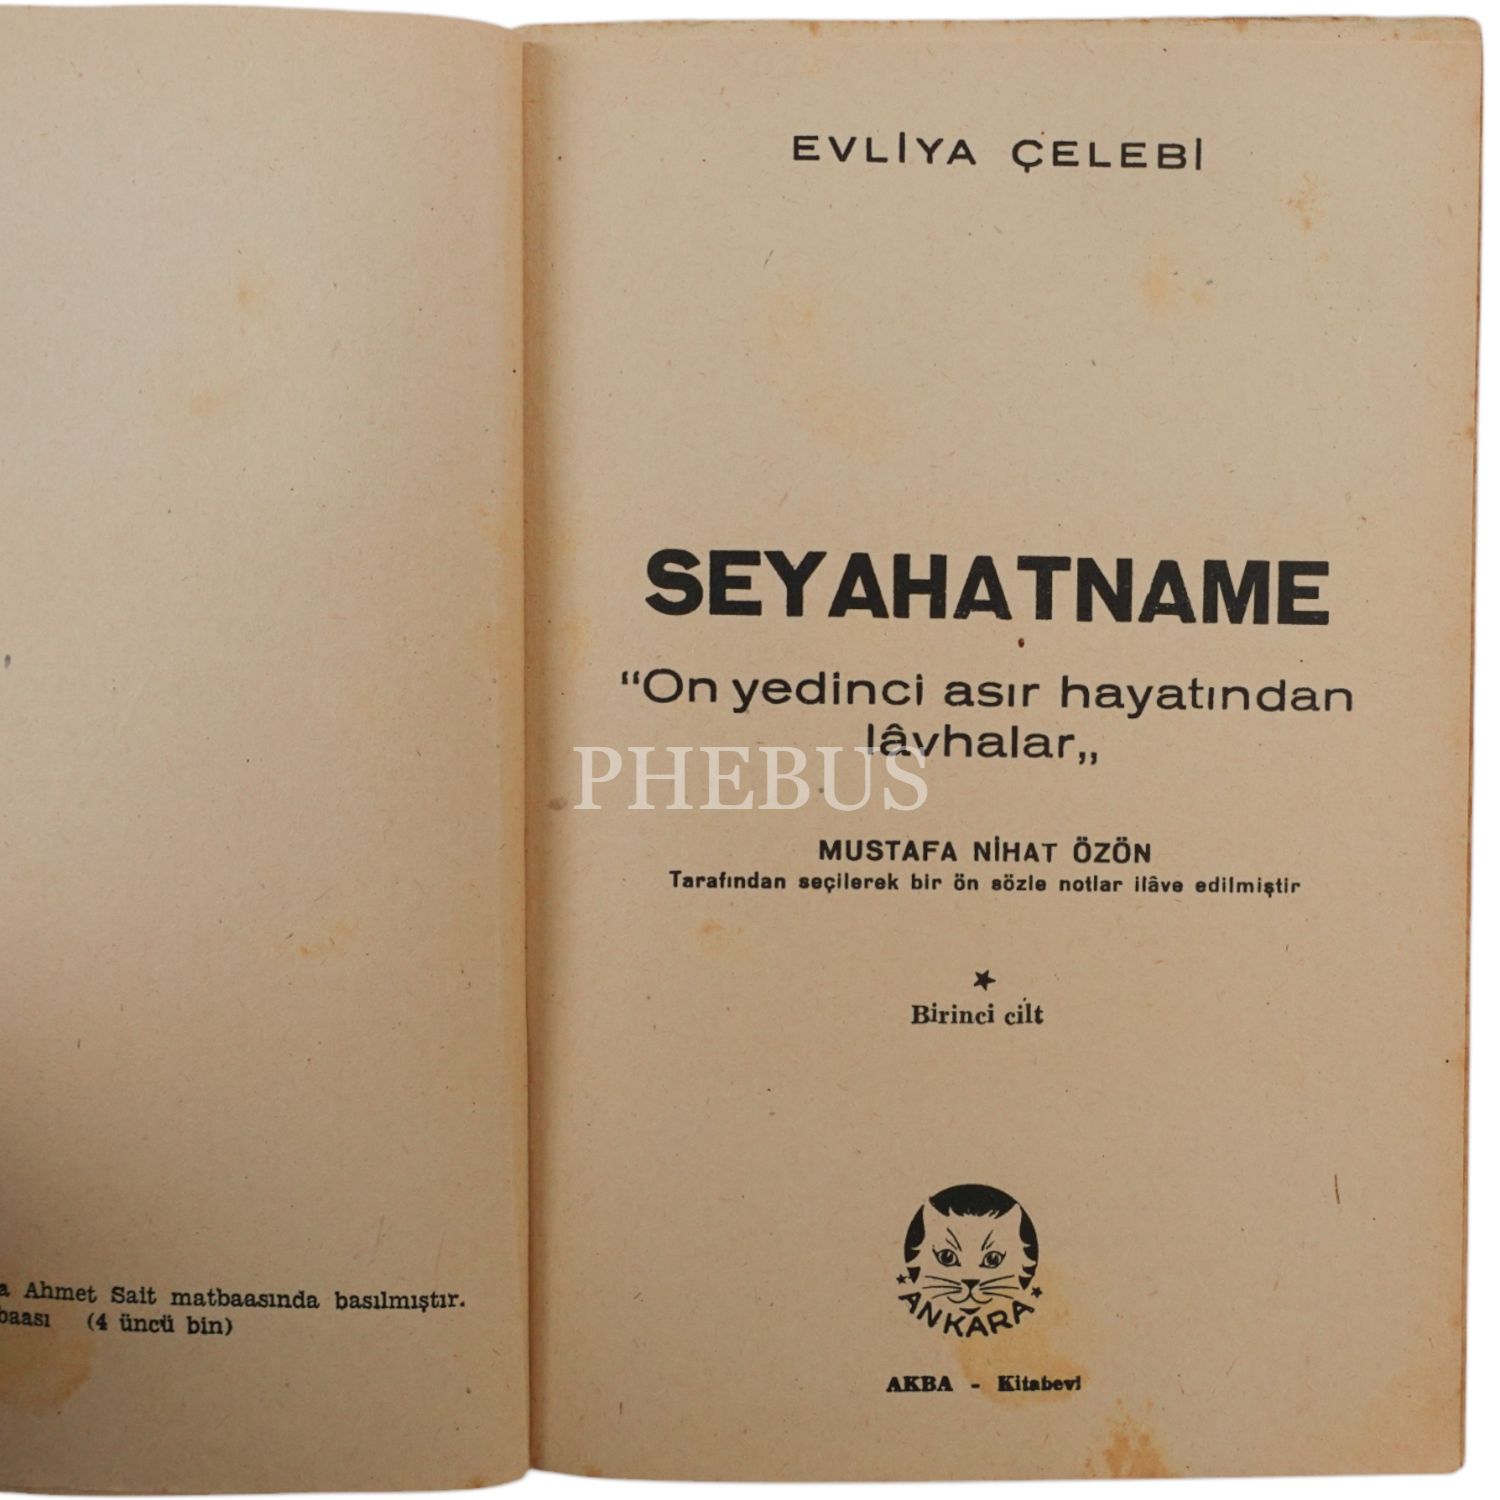 Ahmet Sait matbaasında basılmıştır.
(4 üncü bin)
EVLİYA ÇELEBİ
SEYAHATNAME
“On yedinci asır hayatından
lâvhalar„
PHEBUS
MUSTAFA NİHAT ÖZÖN
Tarafından seçilerek bir ön sözle notlar ilâve edilmiştir
Birinci cilt
ANKARA
AKBA - Kitabevi